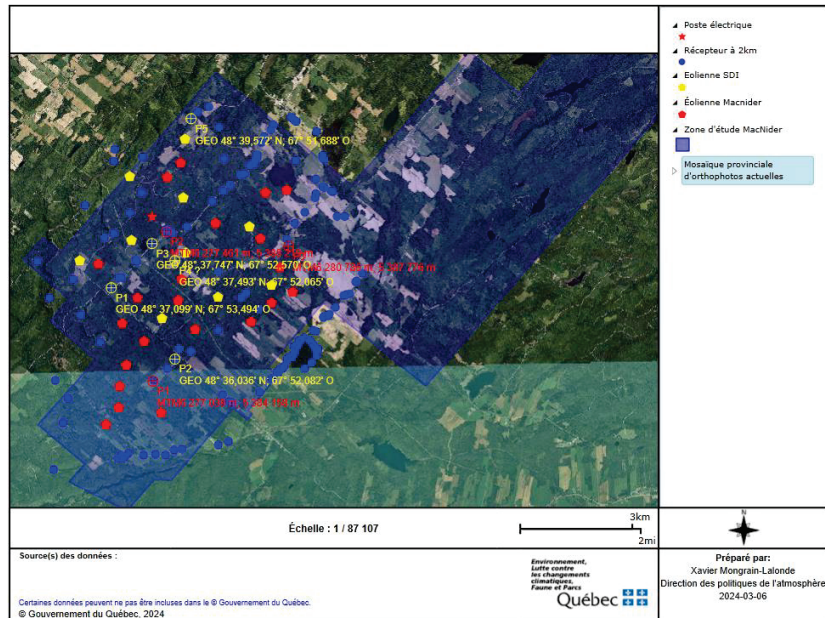 Poste électrique
Récepteur à 2km
Eolienne SDI
Éolienne Macnider
Zone d'étude MacNider
Mosaïque provinciale
d'orthophotos actuelles
P5
GEO 48° 39,572' N; 67° 51,688' O
P3
GEO 48° 37,747' N; 67° 52,570' O
GEO 48° 37,493' N; 67° 52,065' O
P1
GEO 48° 37,099' N; 67° 53,494' O
P2
GEO 48° 36,036' N; 67° 52,082' O
P1
Échelle : 1 / 87 107
3km
2mi
N
Source(s) des données :
Certaines données peuvent ne pas être incluses dans le © Gouvernement du Québec.
© Gouvernement du Québec, 2024
Environnement,
Lutte contre
les changements
climatiques,
Faune et Parcs
Québec
Préparé par:
Xavier Mongrain-Lalonde
Direction des politiques de l'atmosphère
2024-03-06